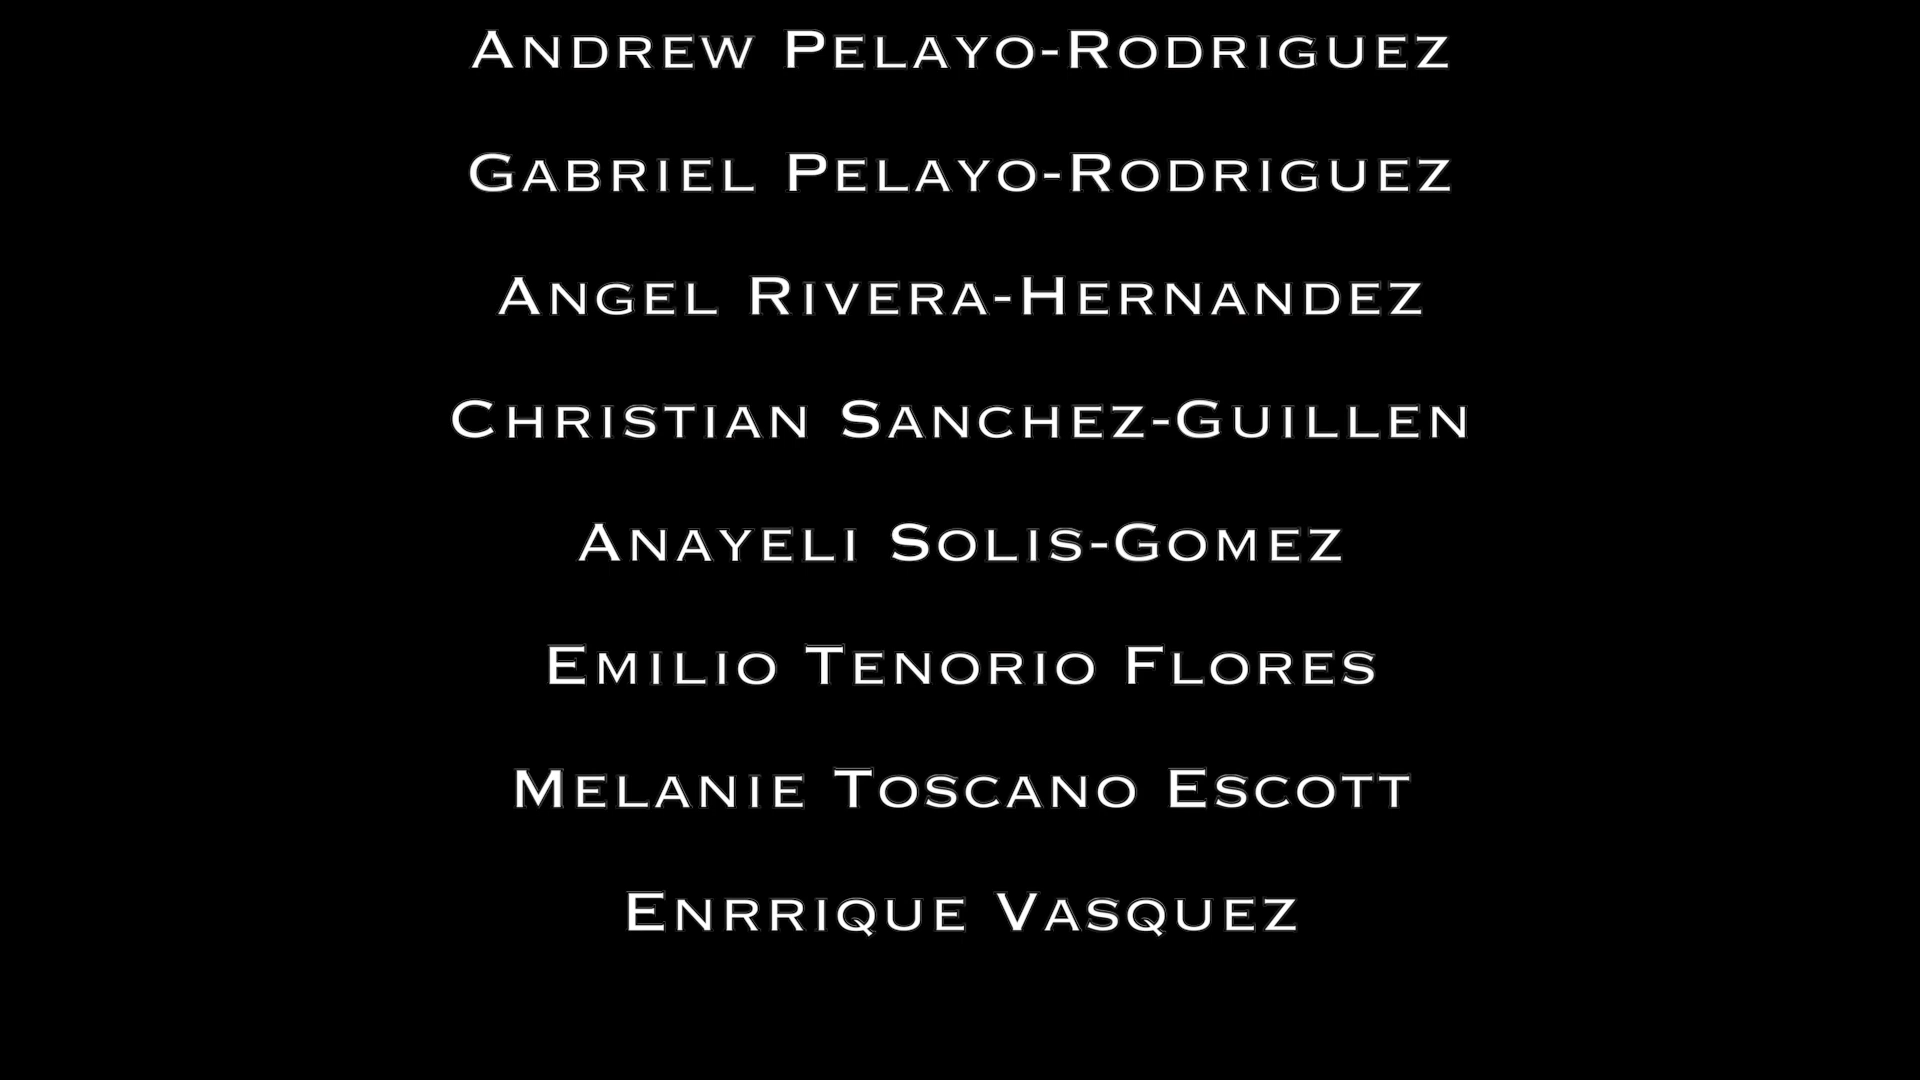 Andrew Pelayo-Rodriguez
Gabriel Pelayo-Rodriguez
Angel Rivera-Hernandez
Christian Sanchez-Guillen
Anayeli Solis-Gomez
Emilio Tenorio Flores
Melanie Toscano Escott
Enrrique Vasquez